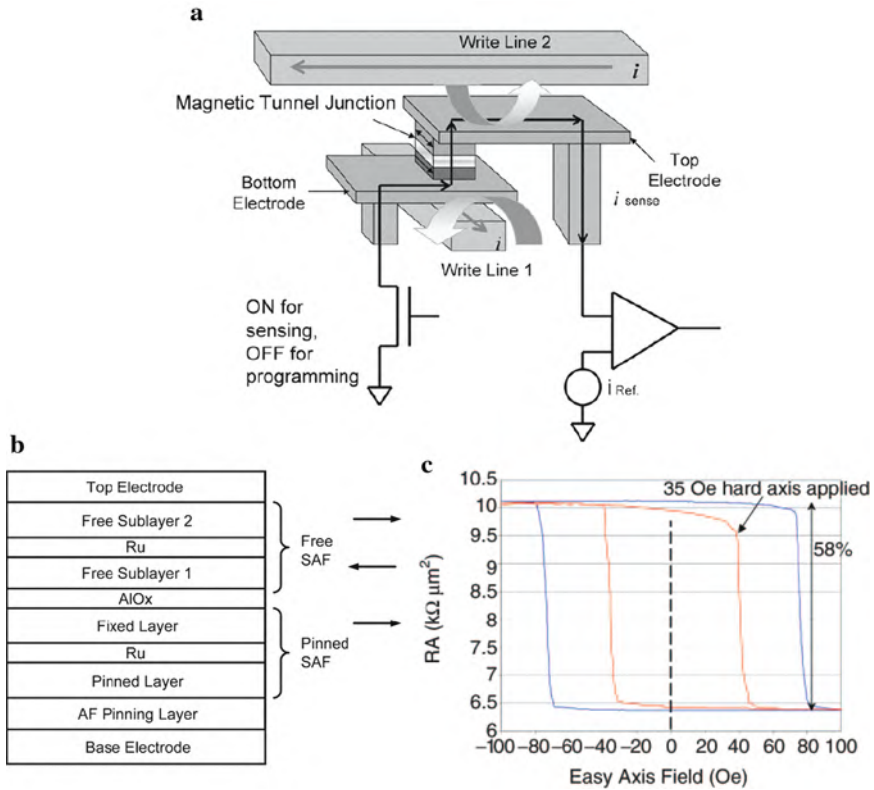 a
Write Line 2
i
Magnetic Tunnel Junction
Bottom
Electrode
Top
Electrode
i sense
i
Write Line 1
ON for
sensing,
OFF for
programming
i Ref.
b
Top Electrode
Free Sublayer 2
Ru
Free Sublayer 1
AlOx
Fixed Layer
Ru
Pinned Layer
AF Pinning Layer
Base Electrode
Free
SAF
Pinned
SAF
c
10.5
10
9.5
9
8.5
8
7.5
7
6.5
6
RA (kΩ μm²)
35 Oe hard axis applied
58%
−100 −80 −60 −40 −20 0 20 40 60 80 100
Easy Axis Field (Oe)